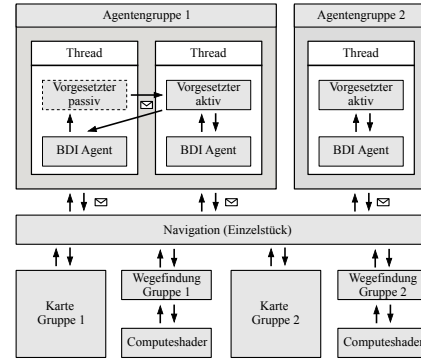 Agentengruppe 1
Agentengruppe 2
Thread
Thread
Thread
Vorgesetzter
passiv
Vorgesetzter
aktiv
Vorgesetzter
aktiv
BDI Agent
BDI Agent
BDI Agent
Navigation (Einzelstück)
Karte
Gruppe 1
Wegefindung
Gruppe 1
Karte
Gruppe 2
Wegefindung
Gruppe 2
Computeshader
Computeshader